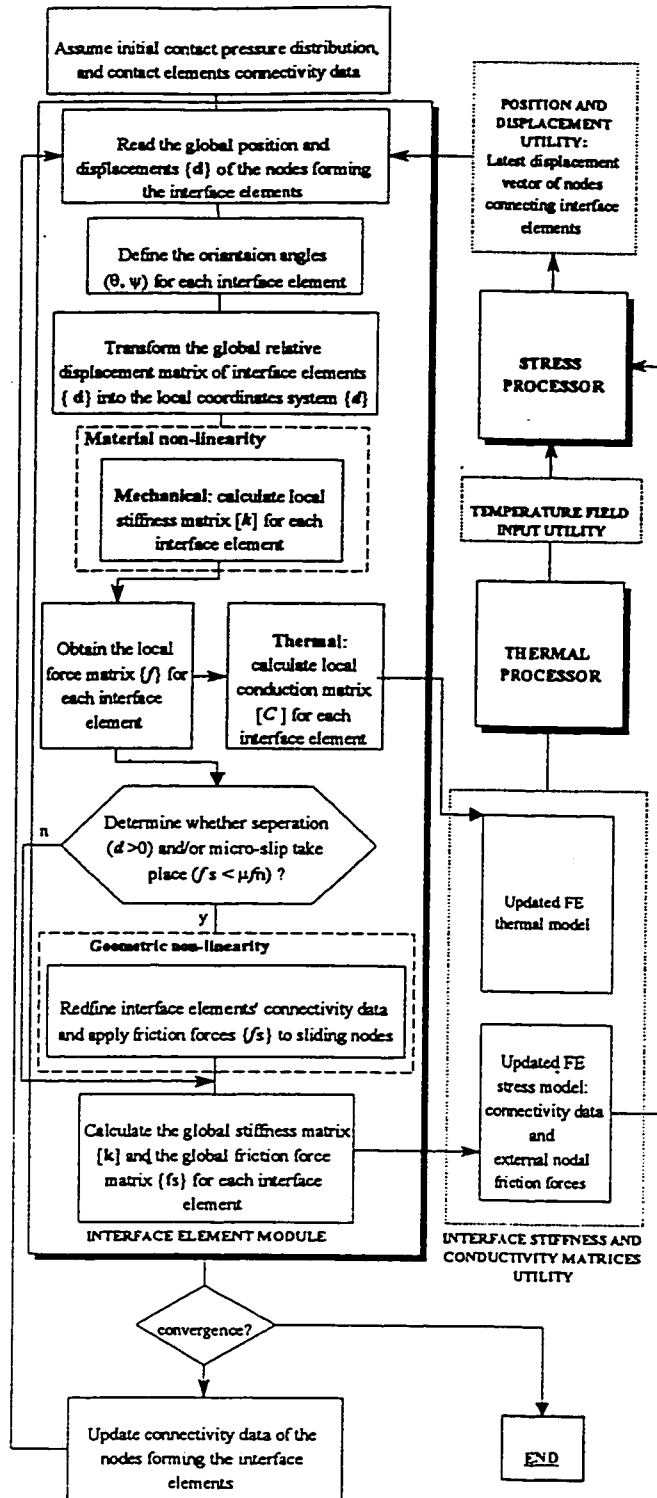 Assume initial contact pressure distribution,
and contact elements connectivity data
Read the global position and
displacements {d} of the nodes forming
the interface elements
Define the oriantaion angles
(θ, ψ) for each interface element
Transform the global relative
displacement matrix of interface elements
{ d} into the local coordinates system {d}
Material non-linearity
Mechanical: calculate local
stiffness matrix [k] for each
interface element
Obtain the local
force matrix {f} for
each interface
element
Thermal:
calculate local
conduction matrix
[C ] for each
interface element
n
Determine whether seperation
(d >0) and/or micro-slip take
place (f s < μfn) ?
y
Geometric non-linearity
Redfine interface elements' connectivity data
and apply friction forces {fs} to sliding nodes
Calculate the global stiffness matrix
[k] and the global friction force
matrix {fs} for each interface
element
INTERFACE ELEMENT MODULE
convergence?
Update connectivity data of the
nodes forming the interface
elements
POSITION AND
DISPLACEMENT
UTILITY:
Latest displacement
vector of nodes
connecting interface
elements
STRESS
PROCESSOR
TEMPERATURE FIELD
INPUT UTILITY
THERMAL
PROCESSOR
Updated FE
thermal model
Updated FE
stress model:
connectivity data
and
external nodal
friction forces
INTERFACE STIFFNESS AND
CONDUCTIVITY MATRICES
UTILITY
END